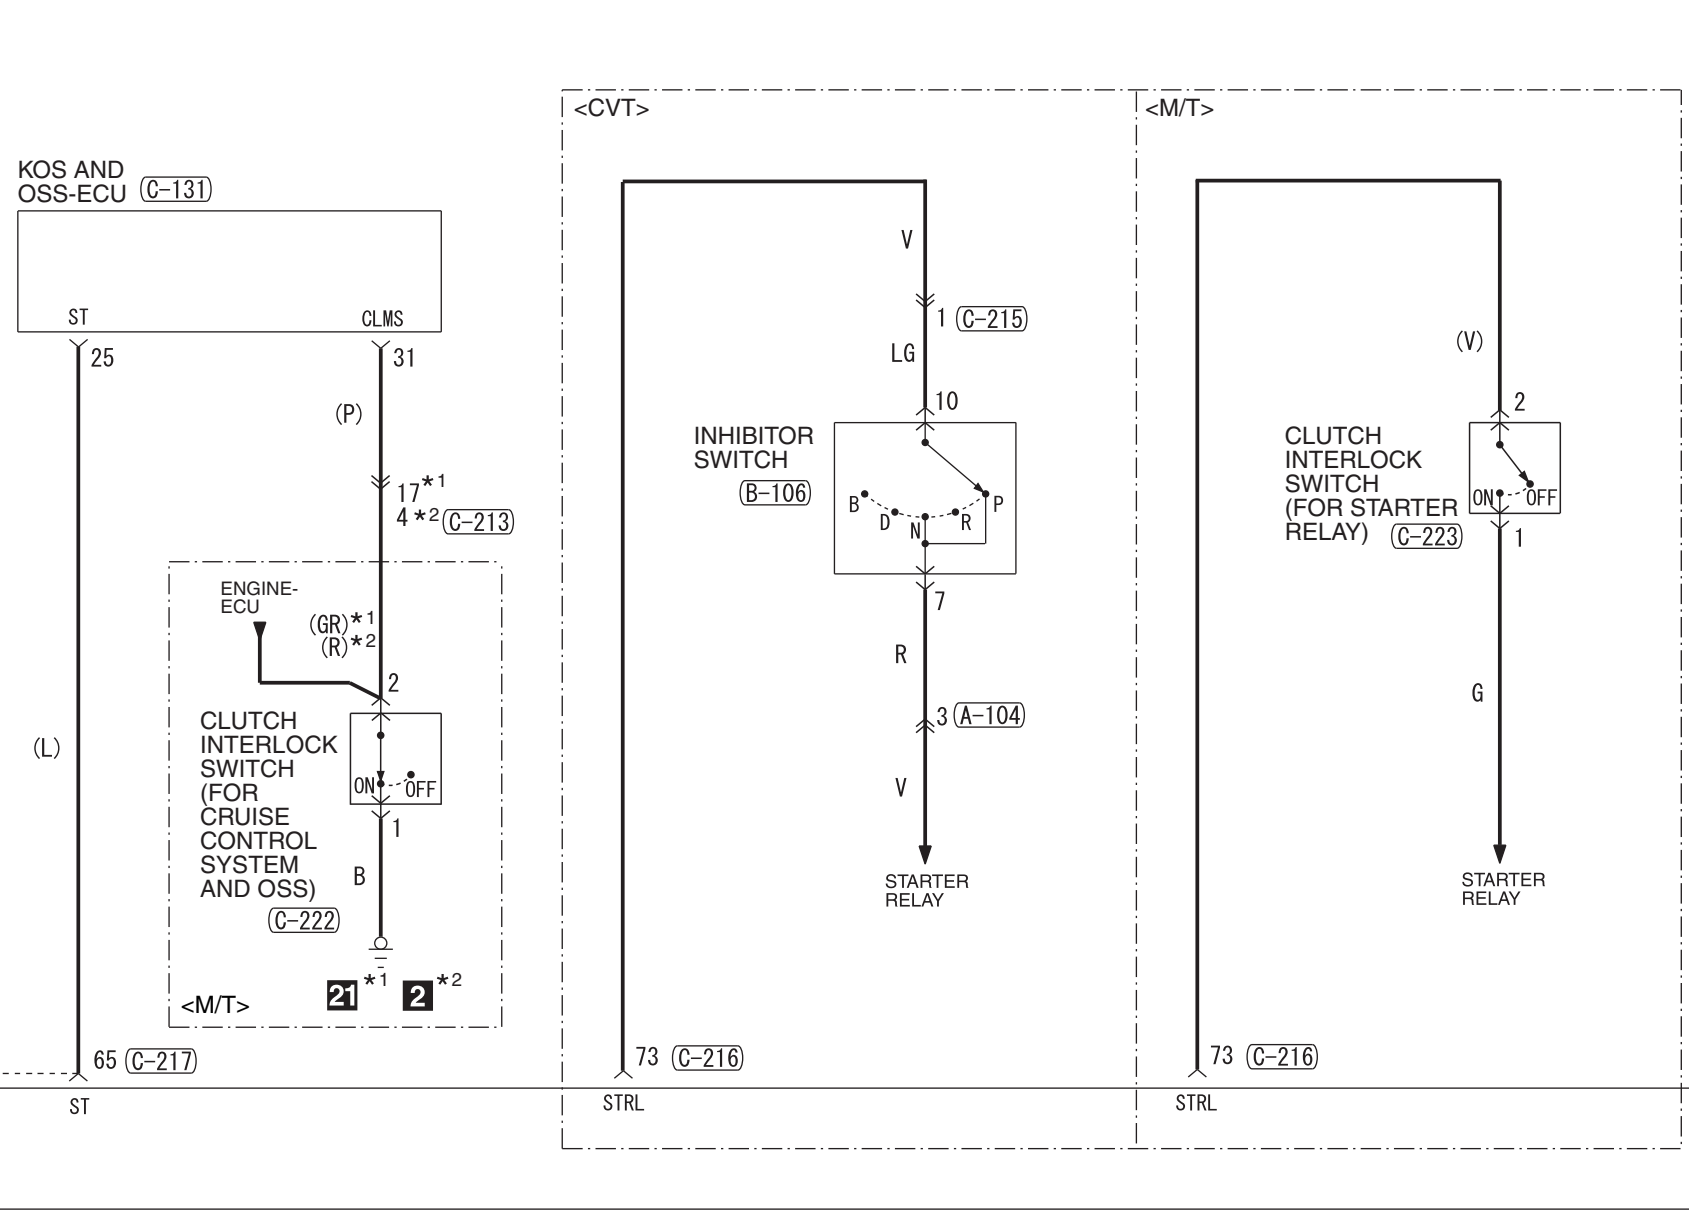 KOS AND
OSS-ECU (C-131)
ST
CLMS
25
31
(P)
17*1
4*2 (C-213)
ENGINE-
ECU
(GR)*1
(R)*2
2
CLUTCH
INTERLOCK
SWITCH
(FOR
CRUISE
CONTROL
SYSTEM
AND OSS)
(C-222)
ON
OFF
1
B
21 *1
2 *2
<M/T>
(L)
65 (C-217)
ST
<CVT>
V
1 (C-215)
LG
10
INHIBITOR
SWITCH
(B-106)
B
D
N
R
P
7
R
3 (A-104)
V
STARTER
RELAY
73 (C-216)
STRL
<M/T>
(V)
2
CLUTCH
INTERLOCK
SWITCH
(FOR STARTER
RELAY) (C-223)
ON
OFF
1
G
STARTER
RELAY
73 (C-216)
STRL